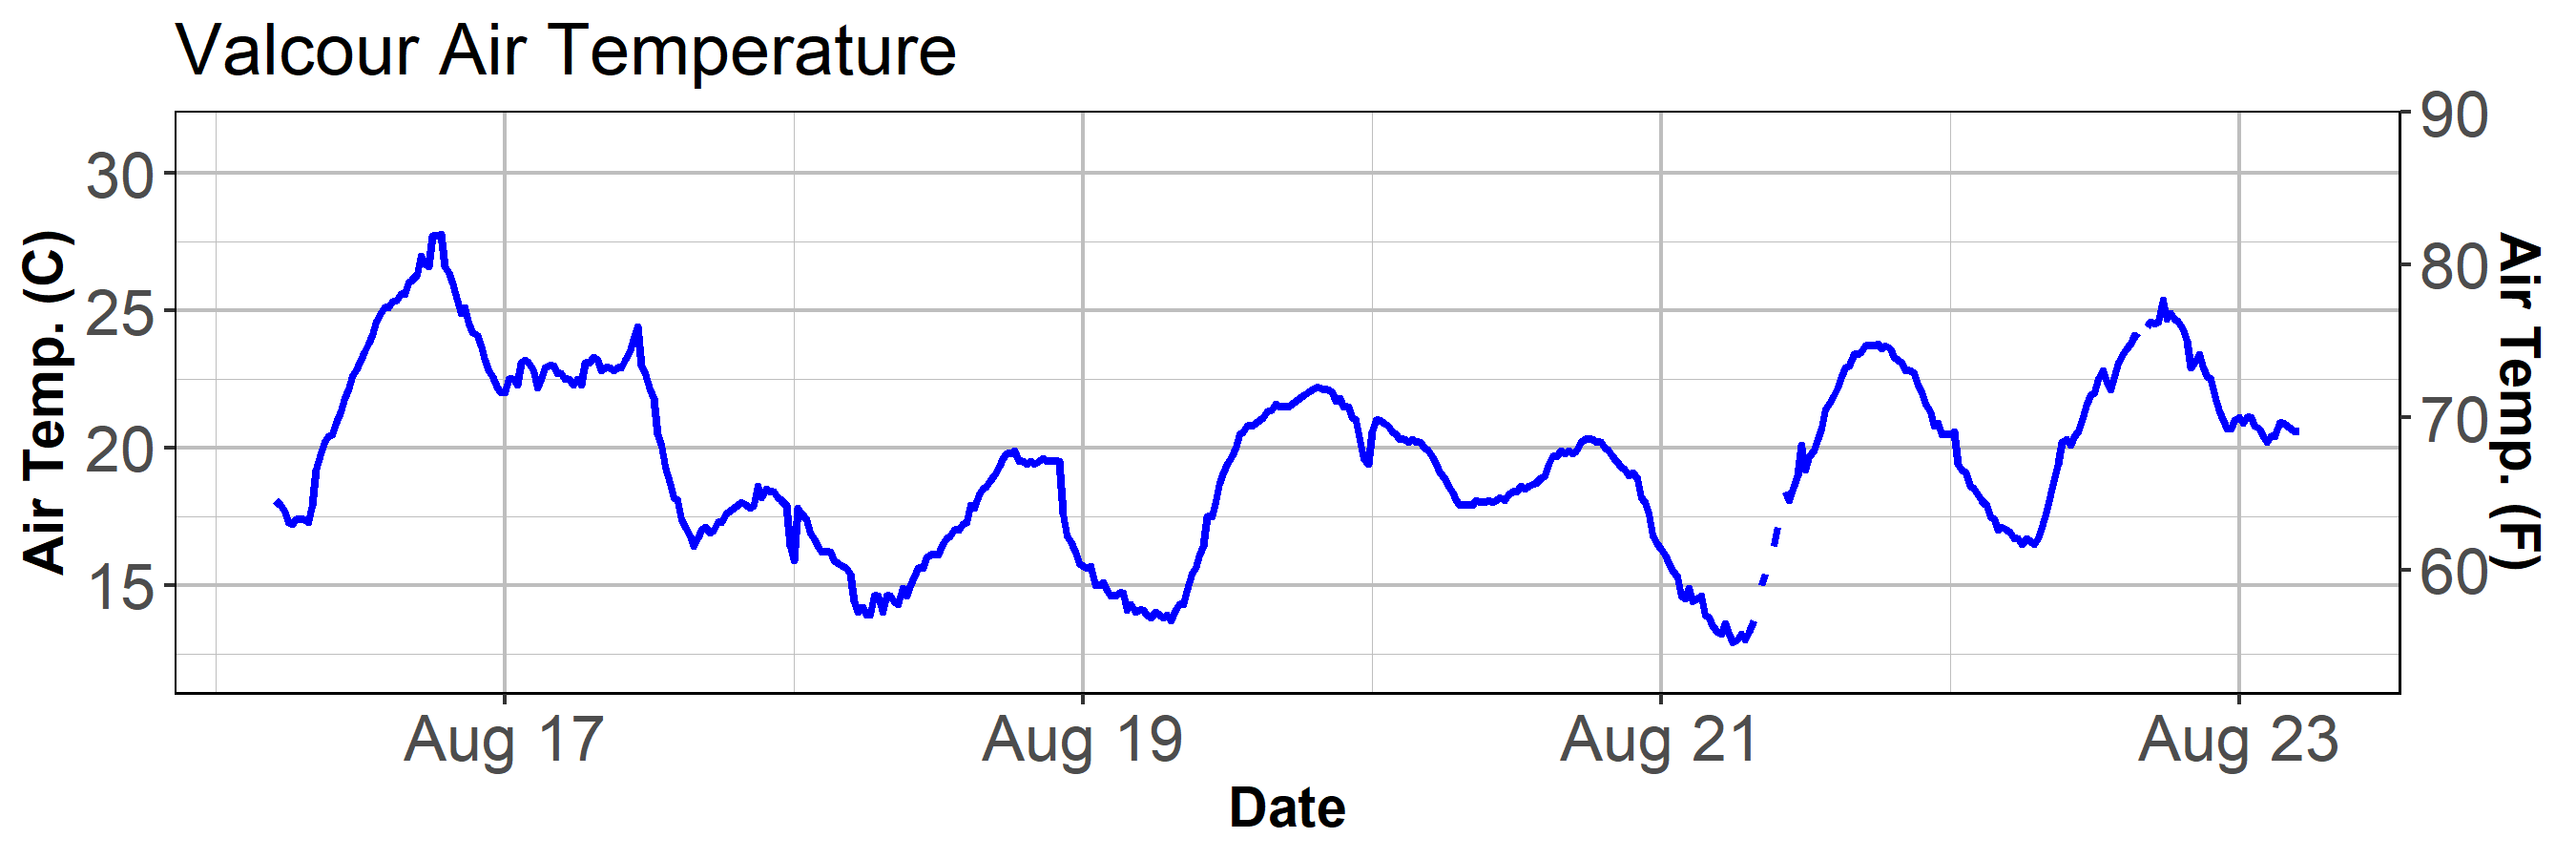 Valcour Air Temperature
Air Temp. (C)
30
25
20
15
90
80
70
60
Air Temp. (F)
Aug 17 Aug 19 Aug 21 Aug 23
Date